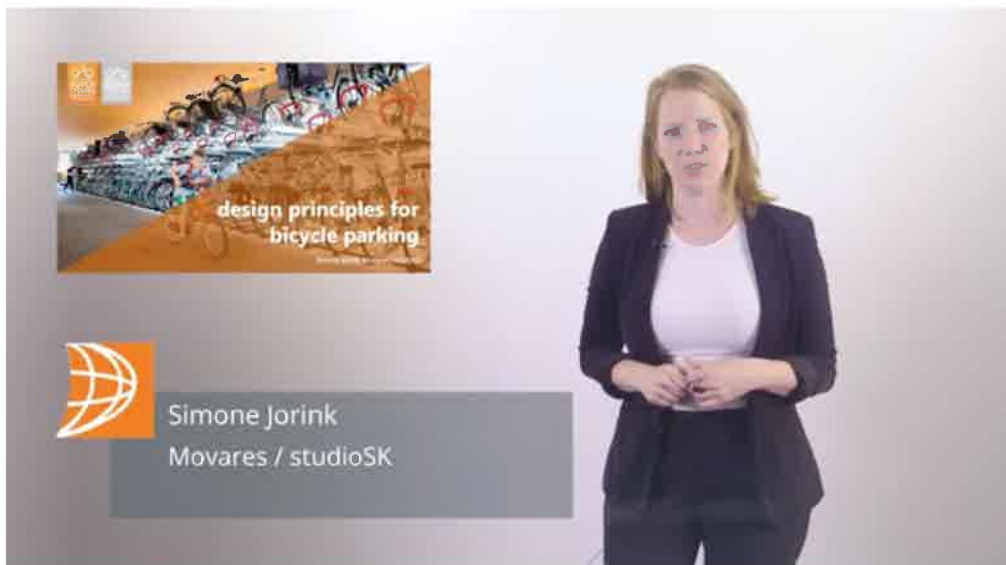 design principles for
bicycle parking
Simone Jorink
Movares / studioSK